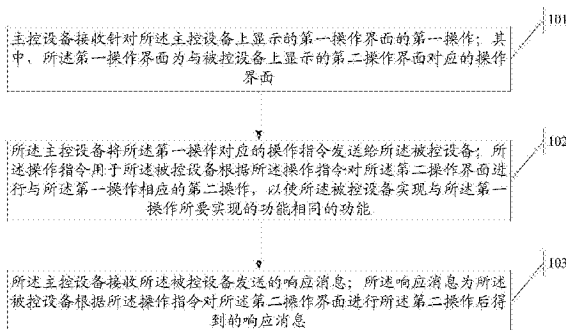 101
主控设备接收针对所述主控设备上显示的第一操作界面的第一操作；其
中，所述第一操作界面为与被控设备上显示的第二操作界面对应的操作
界面
102
所述主控设备将所述第一操作对应的操作指令发送给所述被控设备；所
述操作指令用于所述被控设备根据所述操作指令对所述第二操作界面进
行与所述第一操作相应的第二操作，以使所述被控设备实现与所述第一
操作所要实现的功能相同的功能
103
所述主控设备接收所述被控设备发送的响应消息；所述响应消息为所述
被控设备根据所述操作指令对所述第二操作界面进行所述第二操作后得
到的响应消息